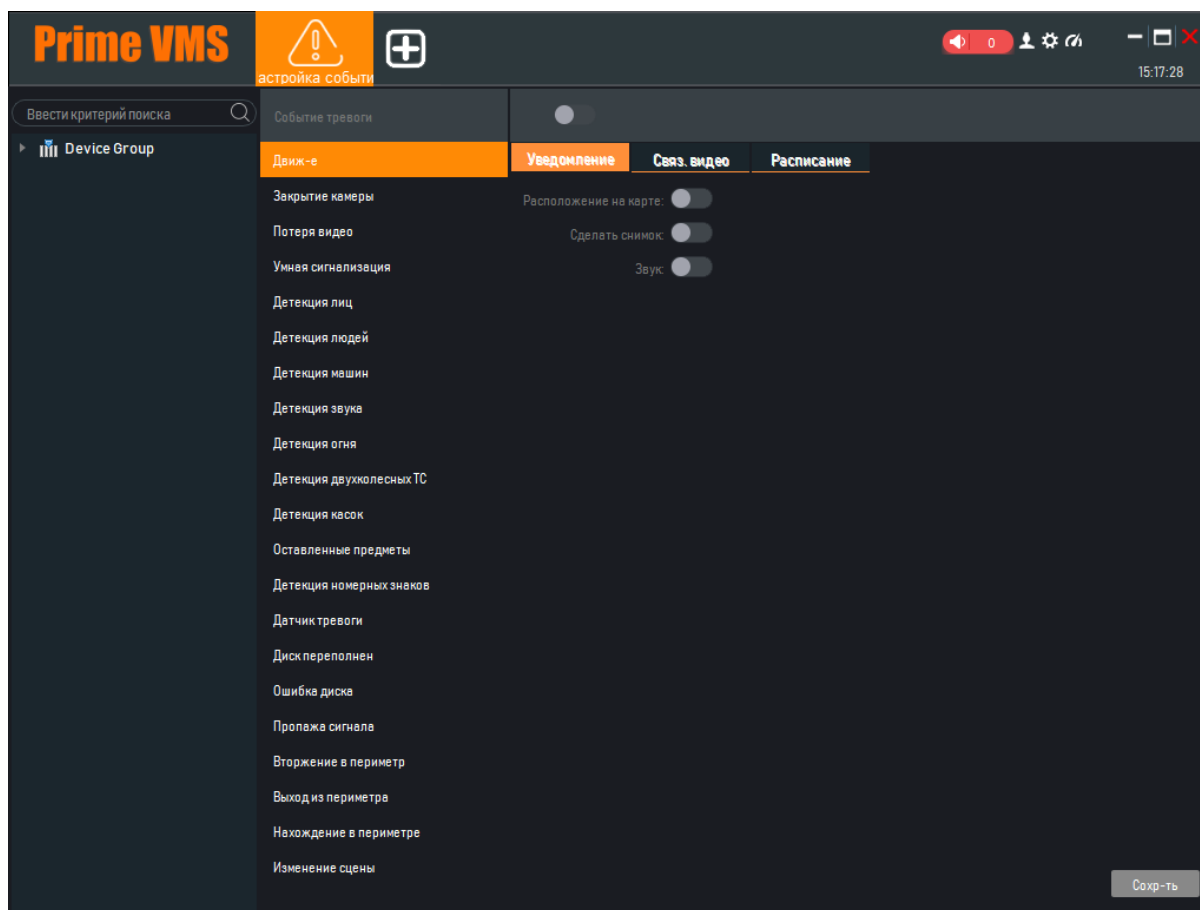 Prime VMS
астройка событи
0
15:17:28
Ввести критерий поиска
Событие тревоги
Device Group
Движ-е
Уведомление Связ. видео Расписание
Закрытие камеры
Расположение на карте:
Потеря видео
Сделать снимок:
Умная сигнализация
Звук:
Детекция лиц
Детекция людей
Детекция машин
Детекция звука
Детекция огня
Детекция двухколесных ТС
Детекция касок
Оставленные предметы
Детекция номерных знаков
Датчик тревоги
Диск переполнен
Ошибка диска
Пропажа сигнала
Вторжение в периметр
Выход из периметра
Нахождение в периметре
Изменение сцены
Сохр-ть